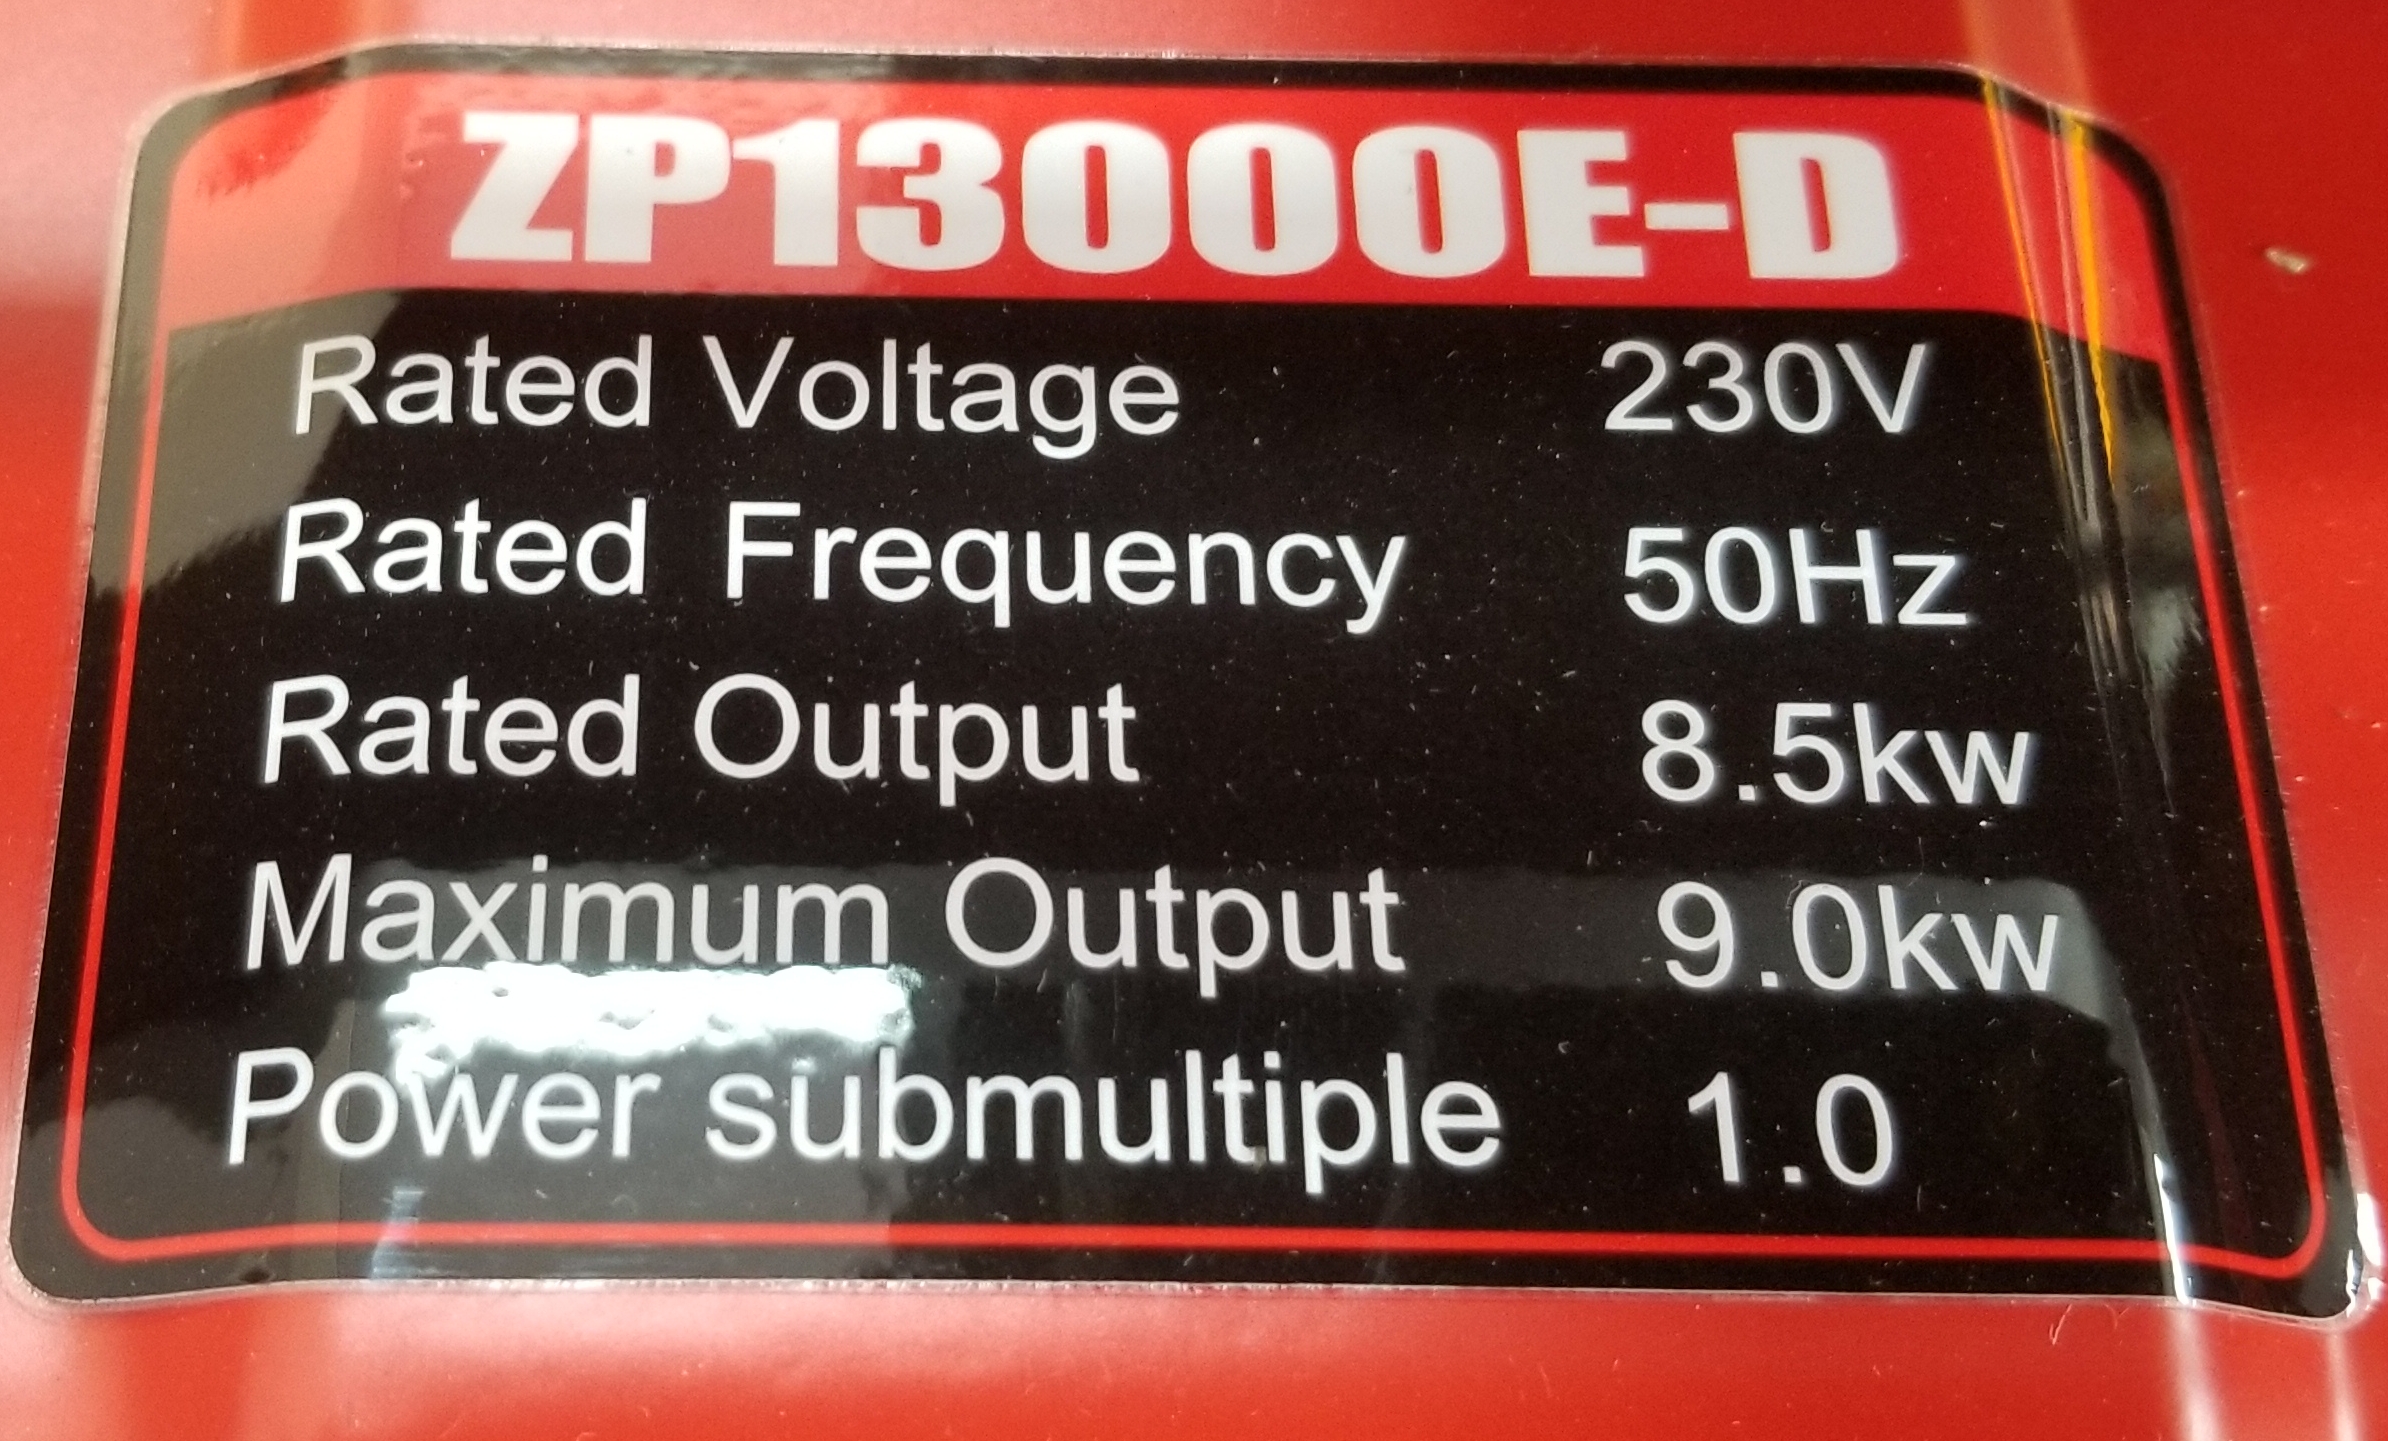 ZP13000E-D
Rated Voltage 230V
Rated Frequency 50Hz
Rated Output 8.5kw
Maximum Output 9.0kw
Power submultiple 1.0